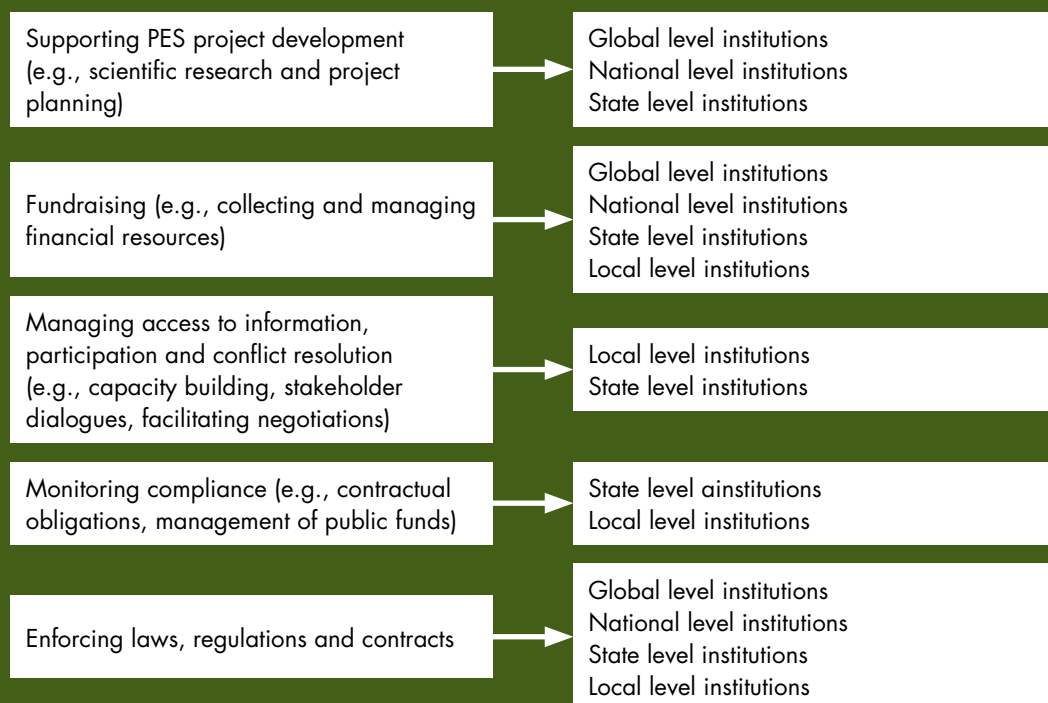 Supporting PES project development
(e.g., scientific research and project
planning)
Global level institutions
National level institutions
State level institutions
Fundraising (e.g., collecting and managing
financial resources)
Global level institutions
National level institutions
State level institutions
Local level institutions
Managing access to information,
participation and conflict resolution
(e.g., capacity building, stakeholder
dialogues, facilitating negotiations)
Local level institutions
State level institutions
Monitoring compliance (e.g., contractual
obligations, management of public funds)
State level ainstitutions
Local level institutions
Enforcing laws, regulations and contracts
Global level institutions
National level institutions
State level institutions
Local level institutions